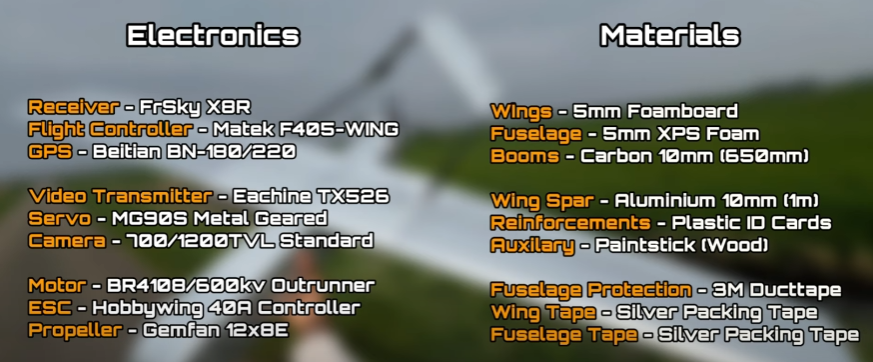 Electronics
Receiver - FrSky X8R
Flight Controller - Matek F405-WING
GPS - Beitian BN-180/220
Video Transmitter - Eachine TX526
Servo - MG90S Metal Geared
Camera - 700/1200TVL Standard
Motor - BR4108/600kv Outrunner
ESC - Hobbywing 40A Controller
Propeller - Gemfan 12x8E
Materials
Wings - 5mm Foamboard
Fuselage - 5mm XPS Foam
Booms - Carbon 10mm (650mm)
Wing Spar - Aluminium 10mm (1m)
Reinforcements - Plastic ID Cards
Auxilary - Paintstick (Wood)
Fuselage Protection - 3M Ducttape
Wing Tape - Silver Packing Tape
Fuselage Tape - Silver Packing Tape